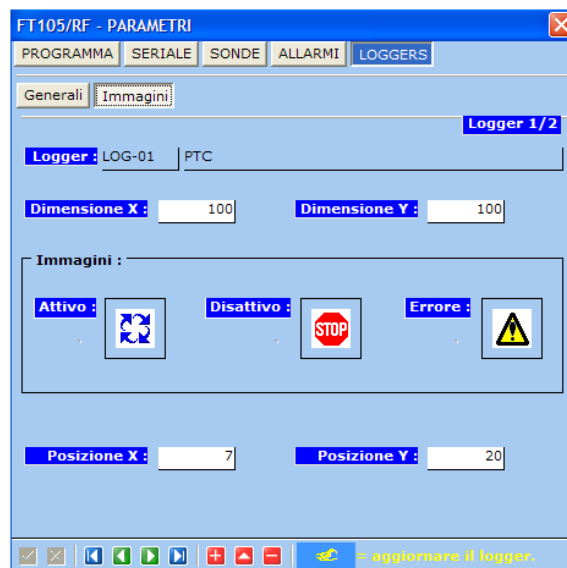 FT105/RF - PARAMETRI
PROGRAMMA SERIALE SONDE ALLARMI LOGGERS
Generali Immagini
Logger 1/2
Logger : LOG-01 PTC
Dimensione X : 100 Dimensione Y : 100
Immagini :
Attivo : Disattivo : STOP Errore :
Posizione X : 7 Posizione Y : 20
= aggiornare il logger.